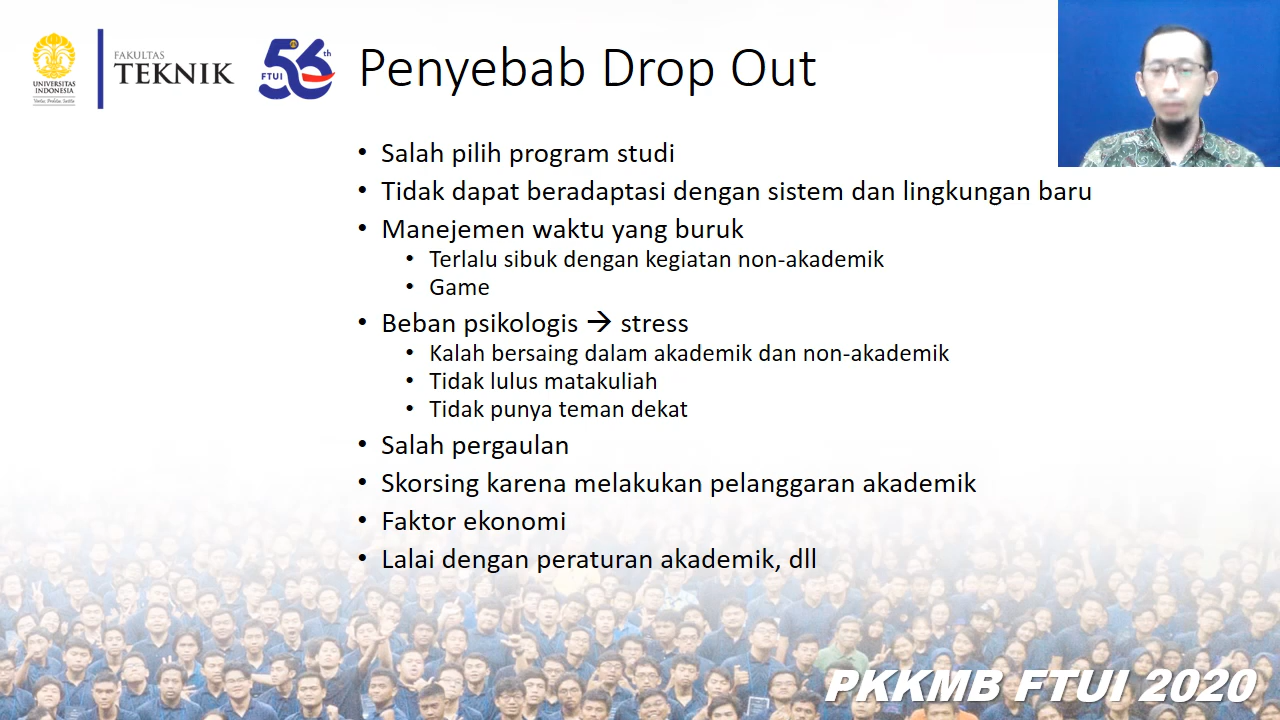 UNIVERSITAS
INDONESIA
Veritas, Probitas, Iustitia
FAKULTAS
TEKNIK
56th
FTUI
Penyebab Drop Out
• Salah pilih program studi
• Tidak dapat beradaptasi dengan sistem dan lingkungan baru
• Manejemen waktu yang buruk
• Terlalu sibuk dengan kegiatan non-akademik
• Game
• Beban psikologis → stress
• Kalah bersaing dalam akademik dan non-akademik
• Tidak lulus matakuliah
• Tidak punya teman dekat
• Salah pergaulan
• Skorsing karena melakukan pelanggaran akademik
• Faktor ekonomi
• Lalai dengan peraturan akademik, dll
PKKMB FTUI 2020